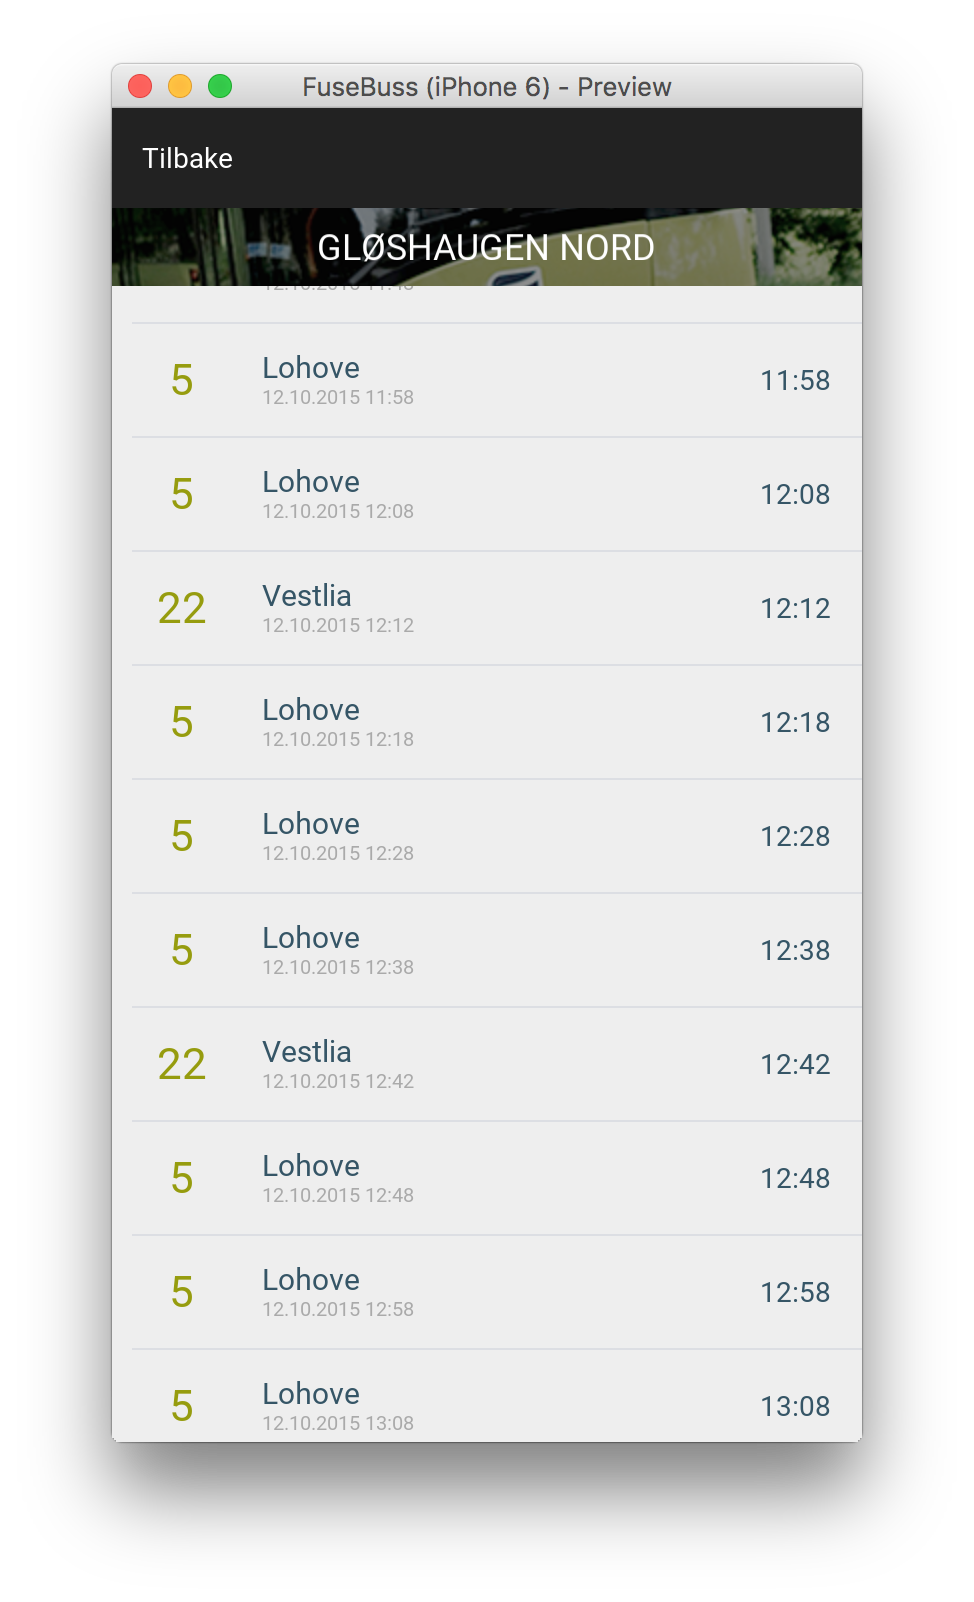 FusеBuss (iPhone 6) - Preview
Tilbake
GLØSHAUGEN NORD
5 Lohove 11:58
12.10.2015 11:58
5 Lohove 12:08
12.10.2015 12:08
22 Vestlia 12:12
12.10.2015 12:12
5 Lohove 12:18
12.10.2015 12:18
5 Lohove 12:28
12.10.2015 12:28
5 Lohove 12:38
12.10.2015 12:38
22 Vestlia 12:42
12.10.2015 12:42
5 Lohove 12:48
12.10.2015 12:48
5 Lohove 12:58
12.10.2015 12:58
5 Lohove 13:08
12.10.2015 13:08